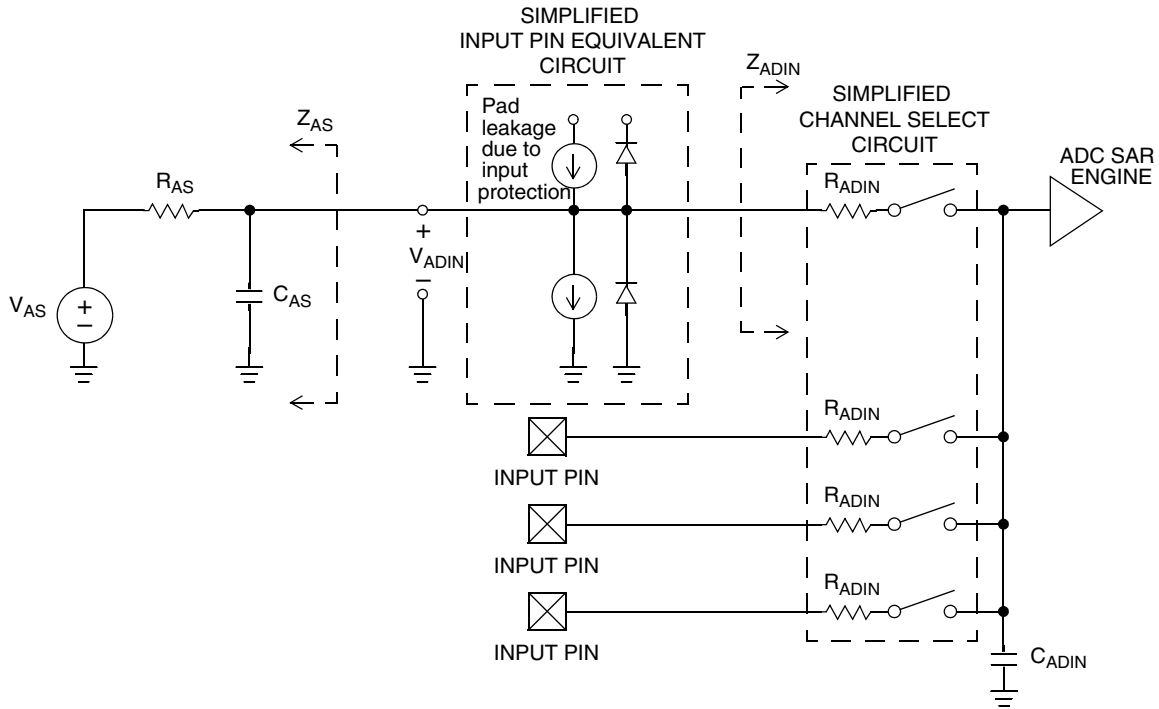 SIMPLIFIED
INPUT PIN EQUIVALENT
CIRCUIT
Pad
leakage
due to
input
protection
Z_ADIN
SIMPLIFIED
CHANNEL SELECT
CIRCUIT
ADC SAR
ENGINE
Z_AS
R_AS
R_ADIN
+
V_ADIN
−
V_AS
+
−
C_AS
R_ADIN
INPUT PIN
R_ADIN
INPUT PIN
R_ADIN
INPUT PIN
C_ADIN